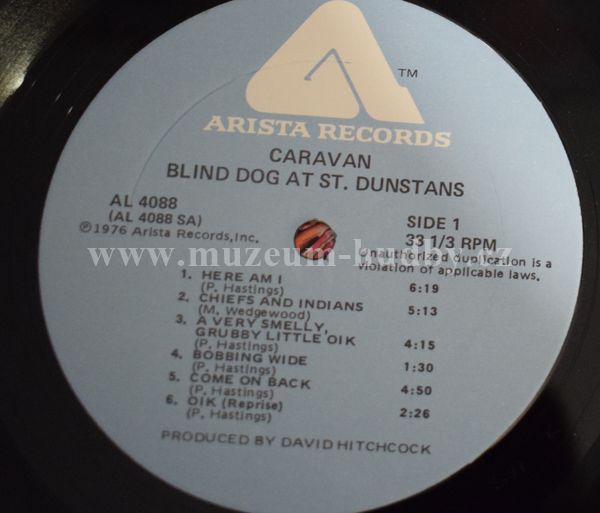 ™
ARISTA RECORDS
CARAVAN
BLIND DOG AT ST. DUNSTANS
AL 4088
(AL 4088 SA)
℗1976 Arista Records, Inc.
SIDE 1
33 1/3 RPM
Unauthorized duplication is a
violation of applicable laws.
www.muzeum-hudby.cz
1. HERE AM I 6:19
(P. Hastings)
2. CHIEFS AND INDIANS 5:13
(M. Wedgewood)
3. A VERY SMELLY,
GRUBBY LITTLE OIK 4:15
(P. Hastings)
4. BOBBING WIDE 1:30
(P. Hastings)
5. COME ON BACK 4:50
(P. Hastings)
6. OIK (Reprise) 2:26
(P. Hastings)
PRODUCED BY DAVID HITCHCOCK